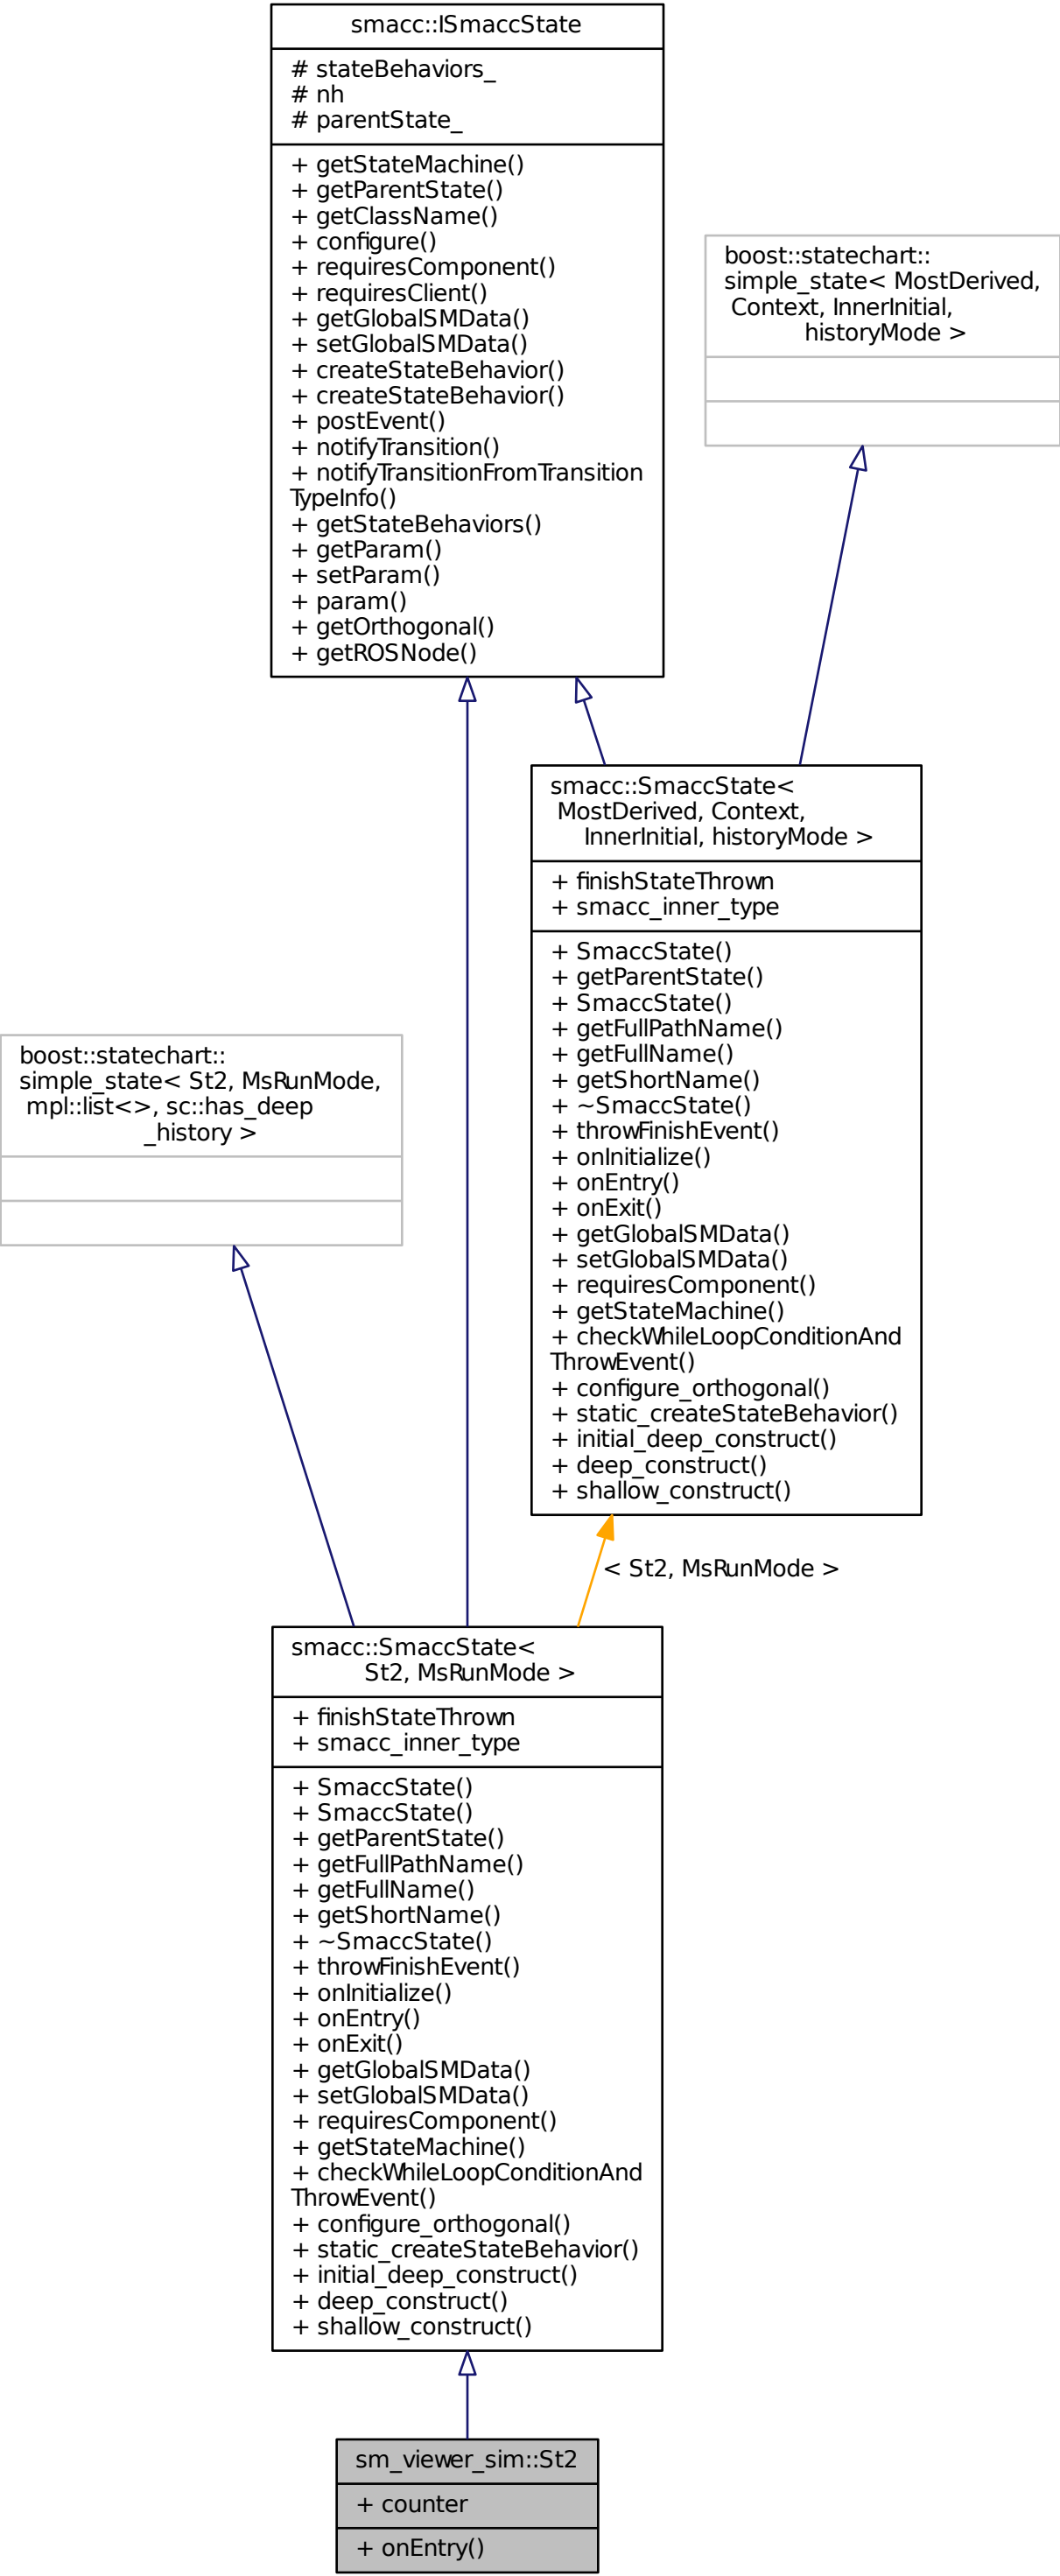 smacc::ISmaccState
# stateBehaviors_
# nh
# parentState_
+ getStateMachine()
+ getParentState()
+ getClassName()
+ configure()
+ requiresComponent()
+ requiresClient()
+ getGlobalSMData()
+ setGlobalSMData()
+ createStateBehavior()
+ createStateBehavior()
+ postEvent()
+ notifyTransition()
+ notifyTransitionFromTransition
TypeInfo()
+ getStateBehaviors()
+ getParam()
+ setParam()
+ param()
+ getOrthogonal()
+ getROSNode()
boost::statechart::
simple_state< MostDerived,
Context, InnerInitial,
historyMode >
smacc::SmaccState<
MostDerived, Context,
InnerInitial, historyMode >
+ finishStateThrown
+ smacc_inner_type
+ SmaccState()
+ getParentState()
+ SmaccState()
+ getFullPathName()
+ getFullName()
+ getShortName()
+ ~SmaccState()
+ throwFinishEvent()
+ onInitialize()
+ onEntry()
+ onExit()
+ getGlobalSMData()
+ setGlobalSMData()
+ requiresComponent()
+ getStateMachine()
+ checkWhileLoopConditionAnd
ThrowEvent()
+ configure_orthogonal()
+ static_createStateBehavior()
+ initial_deep_construct()
+ deep_construct()
+ shallow_construct()
boost::statechart::
simple_state< St2, MsRunMode,
mpl::list<>, sc::has_deep
_history >
< St2, MsRunMode >
smacc::SmaccState<
St2, MsRunMode >
+ finishStateThrown
+ smacc_inner_type
+ SmaccState()
+ SmaccState()
+ getParentState()
+ getFullPathName()
+ getFullName()
+ getShortName()
+ ~SmaccState()
+ throwFinishEvent()
+ onInitialize()
+ onEntry()
+ onExit()
+ getGlobalSMData()
+ setGlobalSMData()
+ requiresComponent()
+ getStateMachine()
+ checkWhileLoopConditionAnd
ThrowEvent()
+ configure_orthogonal()
+ static_createStateBehavior()
+ initial_deep_construct()
+ deep_construct()
+ shallow_construct()
sm_viewer_sim::St2
+ counter
+ onEntry()